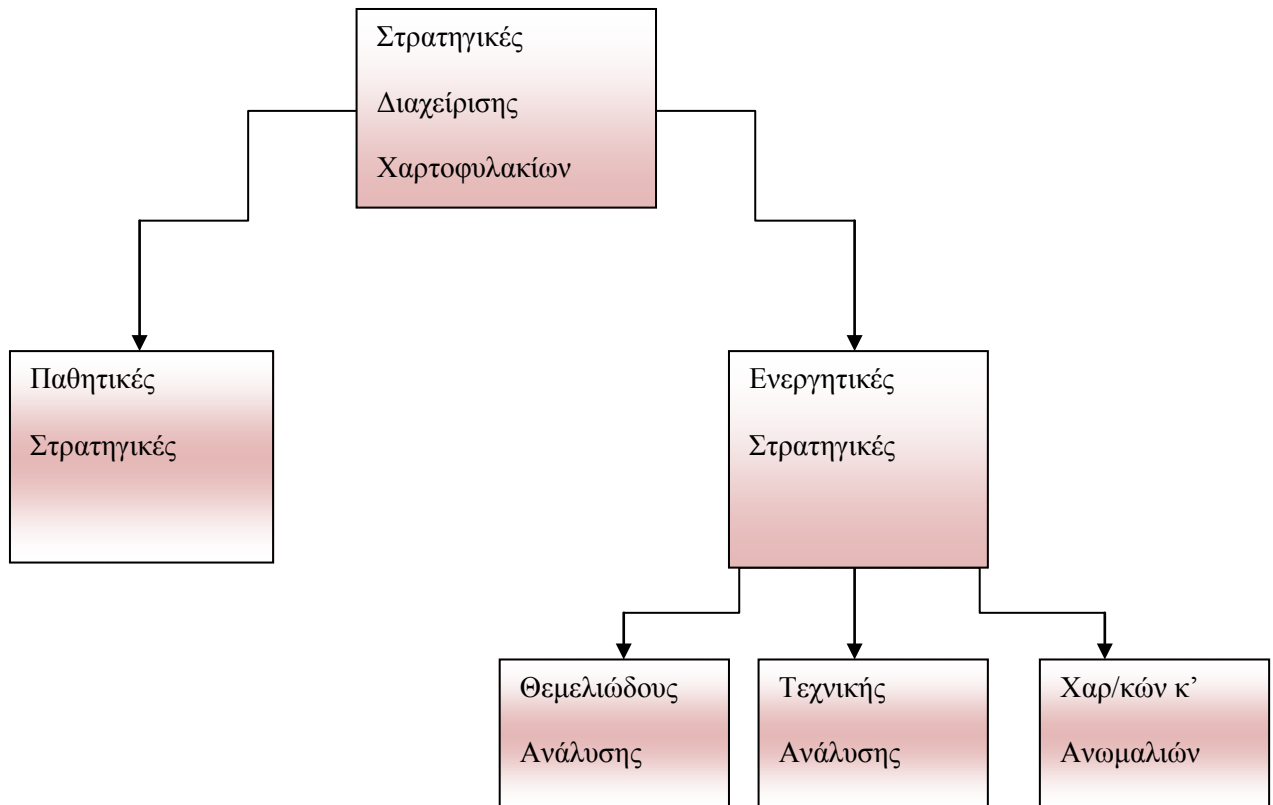 Στρατηγικές
Διαχείρισης
Χαρτοφυλακίων
Παθητικές
Στρατηγικές
Ενεργητικές
Στρατηγικές
Θεμελιώδους
Ανάλυσης
Τεχνικής
Ανάλυσης
Χαρ/κών κ’
Ανωμαλιών